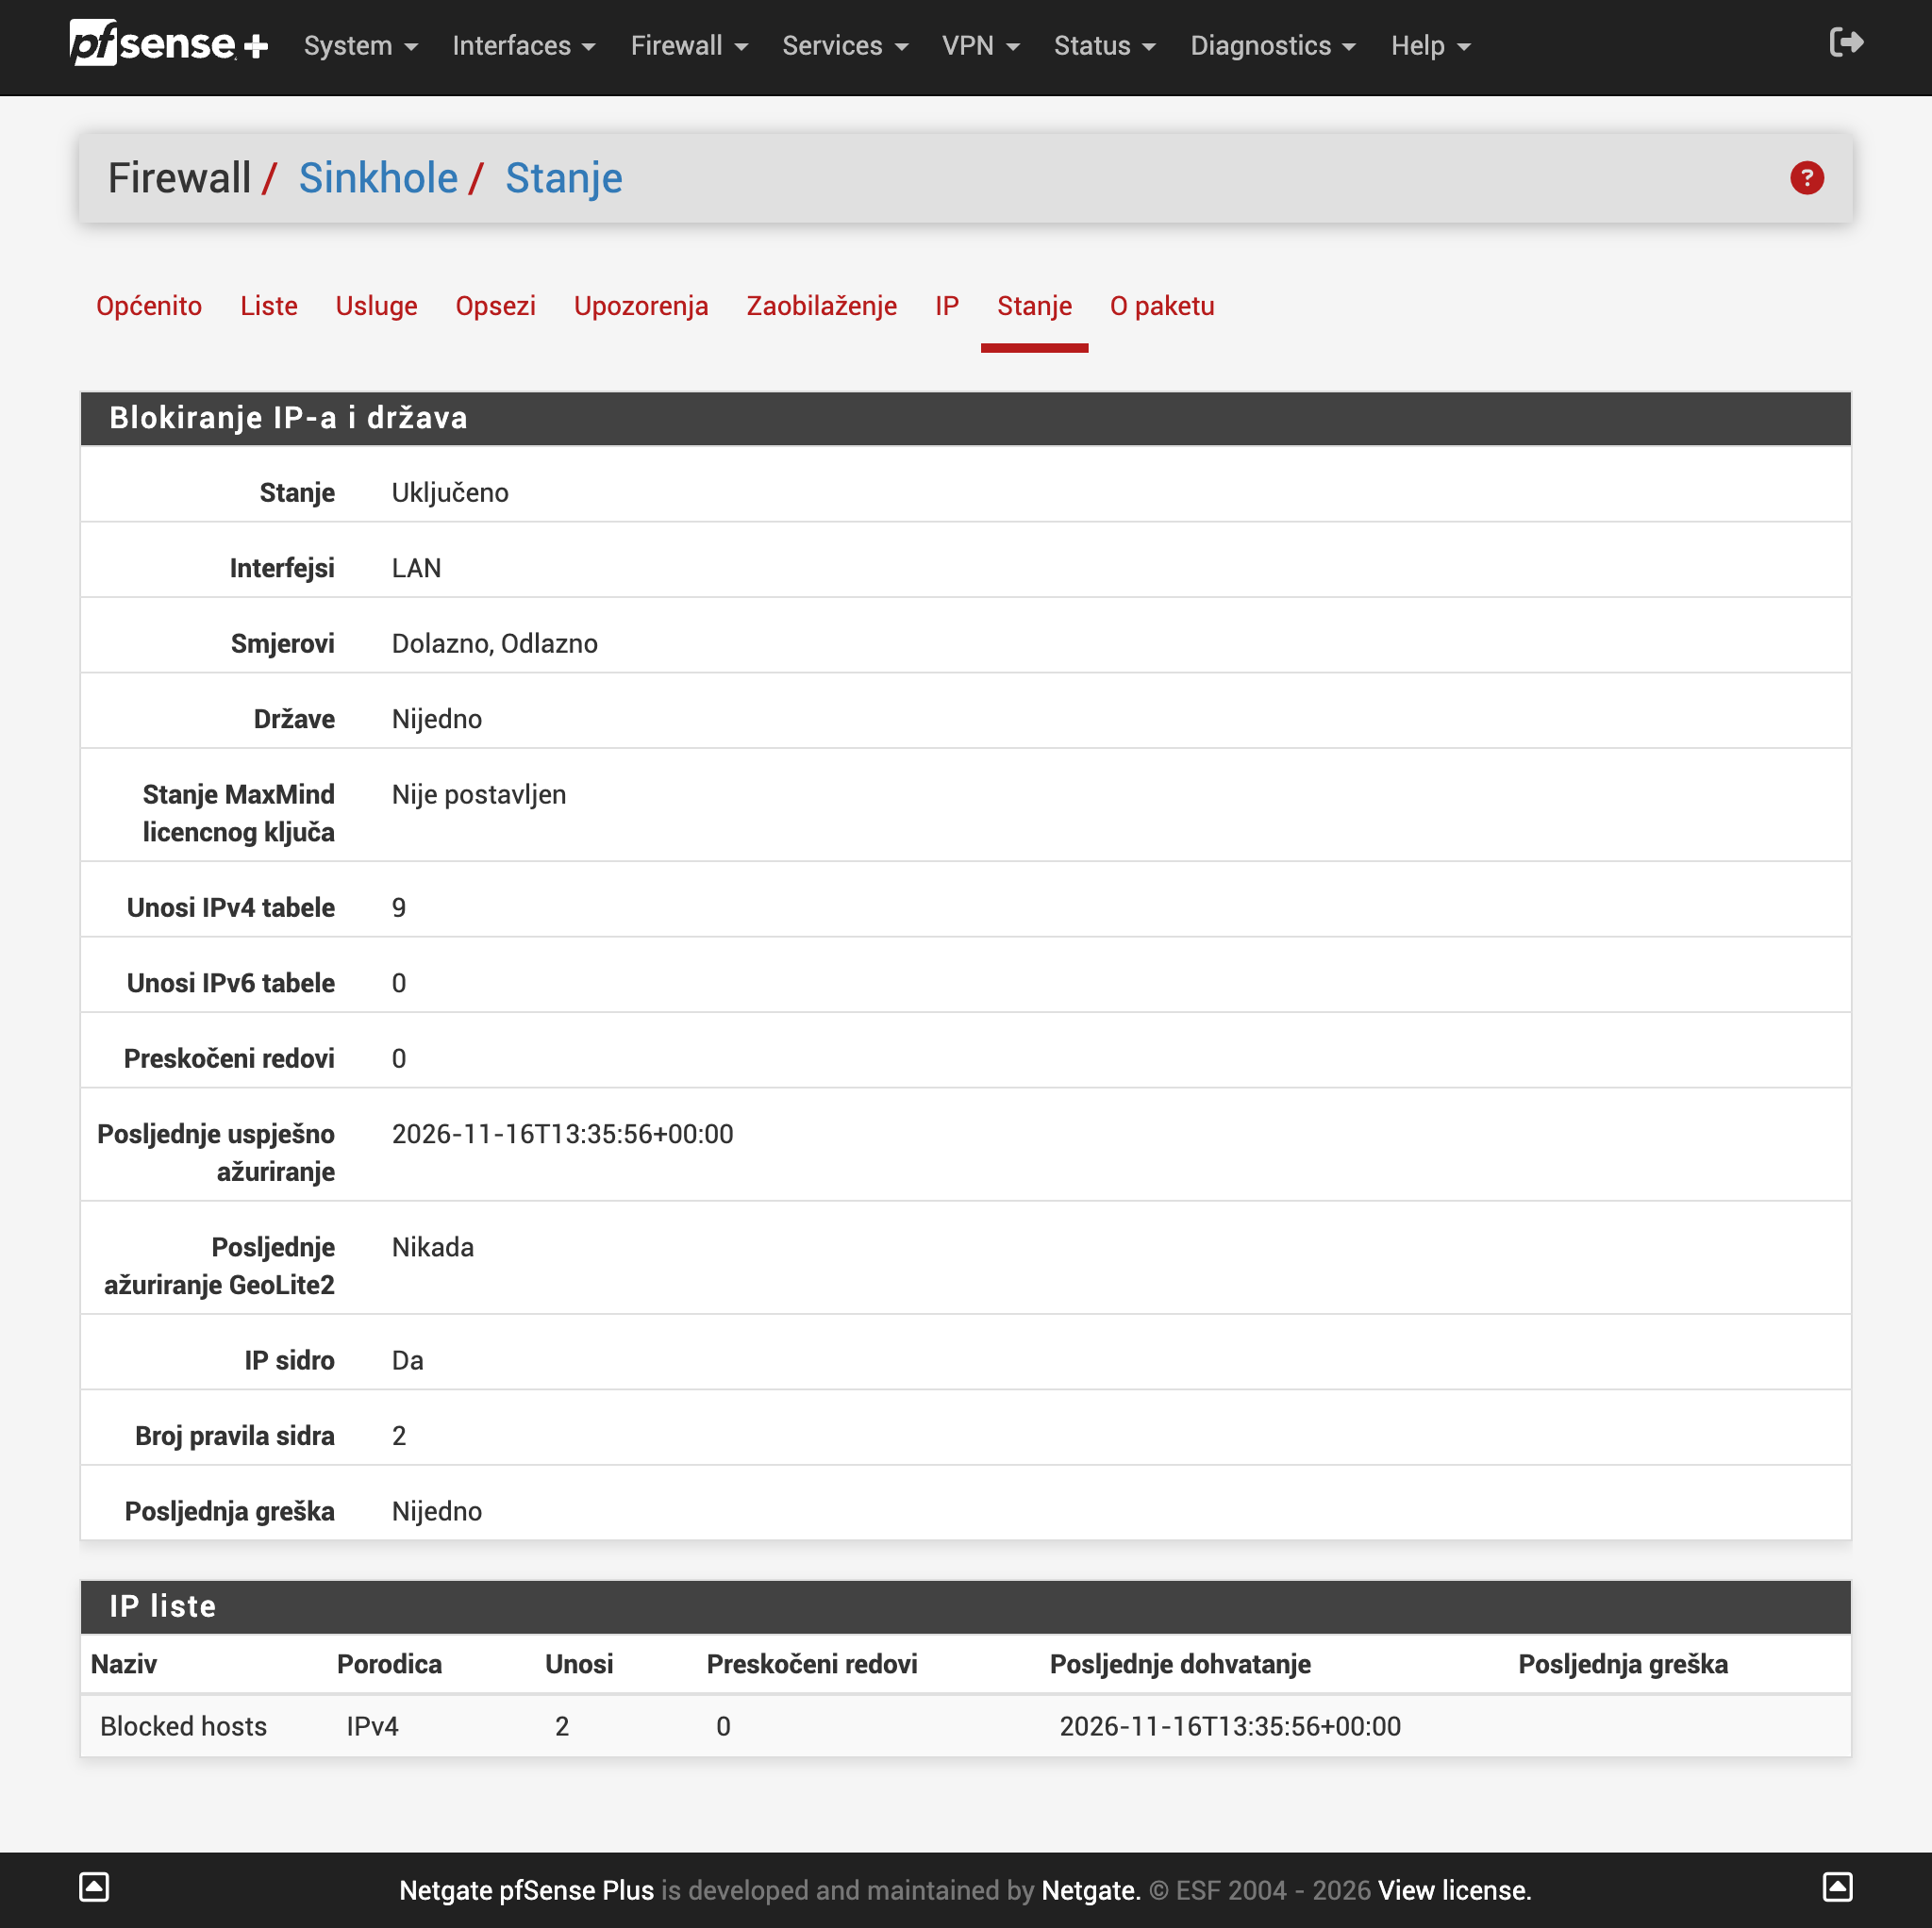 pfsense +
System
Interfaces
Firewall
Services
VPN
Status
Diagnostics
Help
Firewall / Sinkhole / Stanje
?
Općenito
Liste
Usluge
Opsezi
Upozorenja
Zaobilaženje
IP
Stanje
O paketu
Blokiranje IP-a i država
Stanje Uključeno
Interfejsi LAN
Smjerovi Dolazno, Odlazno
Države Nijedno
Stanje MaxMind Nije postavljen
licencnog ključa
Unosi IPv4 tabele 9
Unosi IPv6 tabele 0
Preskočeni redovi 0
Posljednje uspješno 2026-11-16T13:35:56+00:00
ažuriranje
Posljednje Nikada
ažuriranje GeoLite2
IP sidro Da
Broj pravila sidra 2
Posljednja greška Nijedno
IP liste
Naziv Porodica Unosi Preskočeni redovi Posljednje dohvatanje Posljednja greška
Blocked hosts IPv4 2 0 2026-11-16T13:35:56+00:00
Netgate pfSense Plus is developed and maintained by Netgate. © ESF 2004 - 2026 View license.